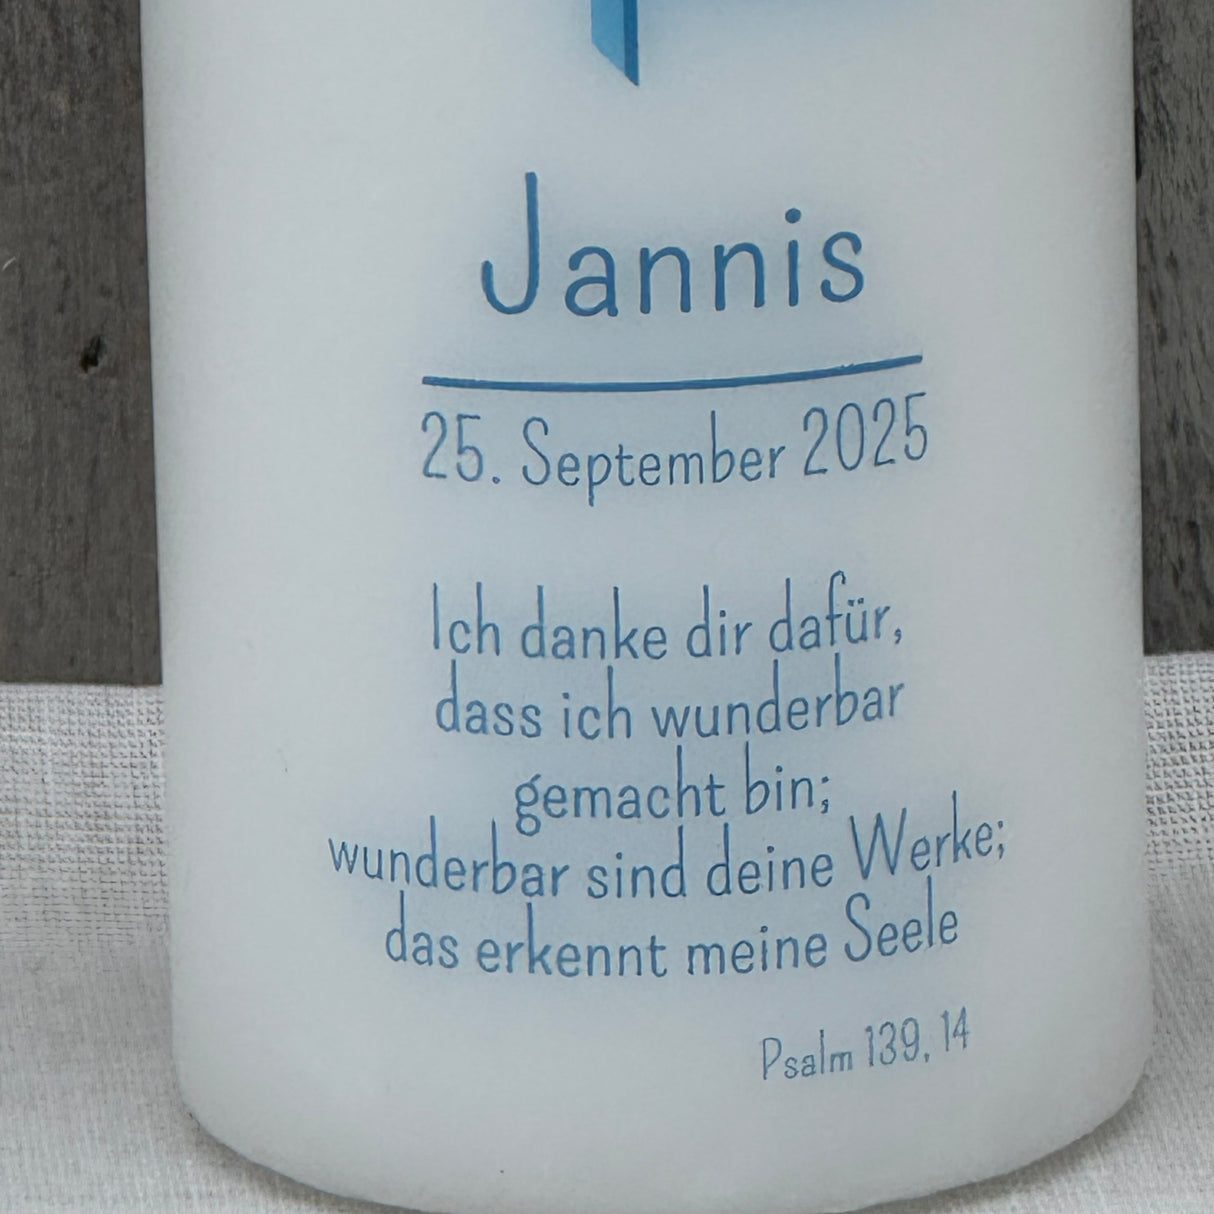 Jannis
25. September 2025
Ich danke dir dafür,
dass ich wunderbar
gemacht bin;
wunderbar sind deine Werke;
das erkennt meine Seele
Psalm 139, 14